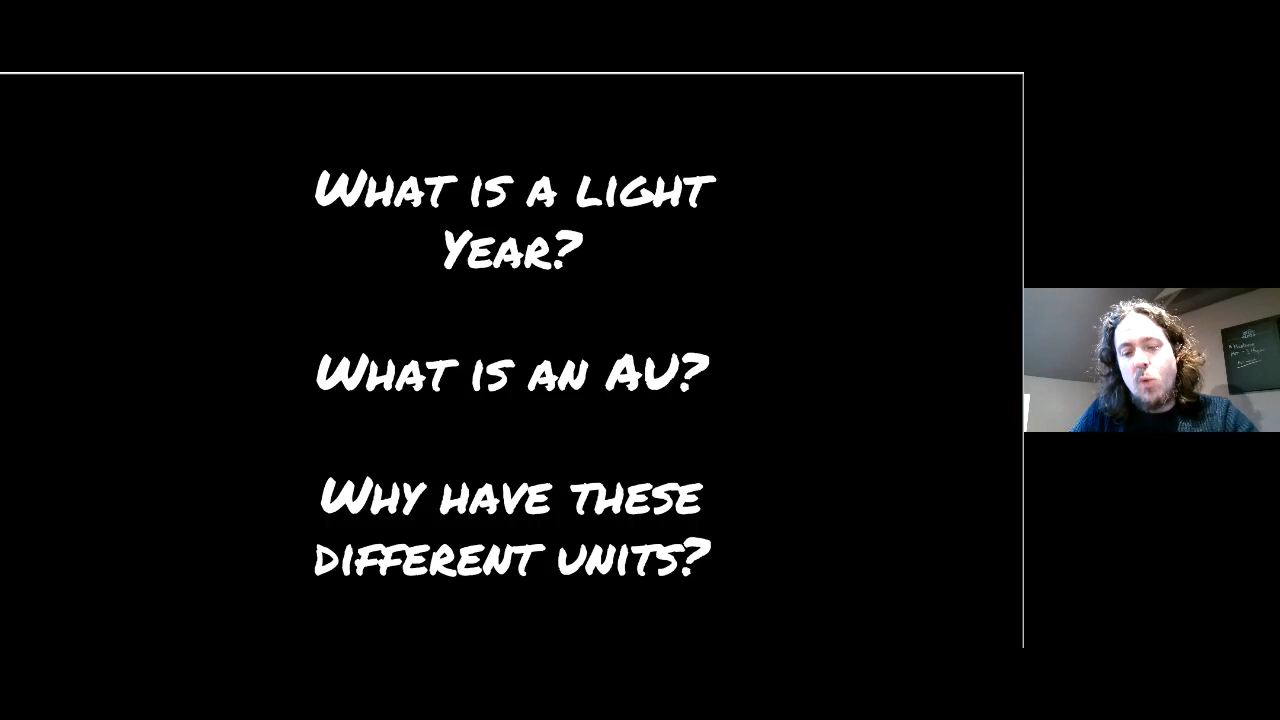 What is a light
Year?
What is an AU?
Why have these
different units?